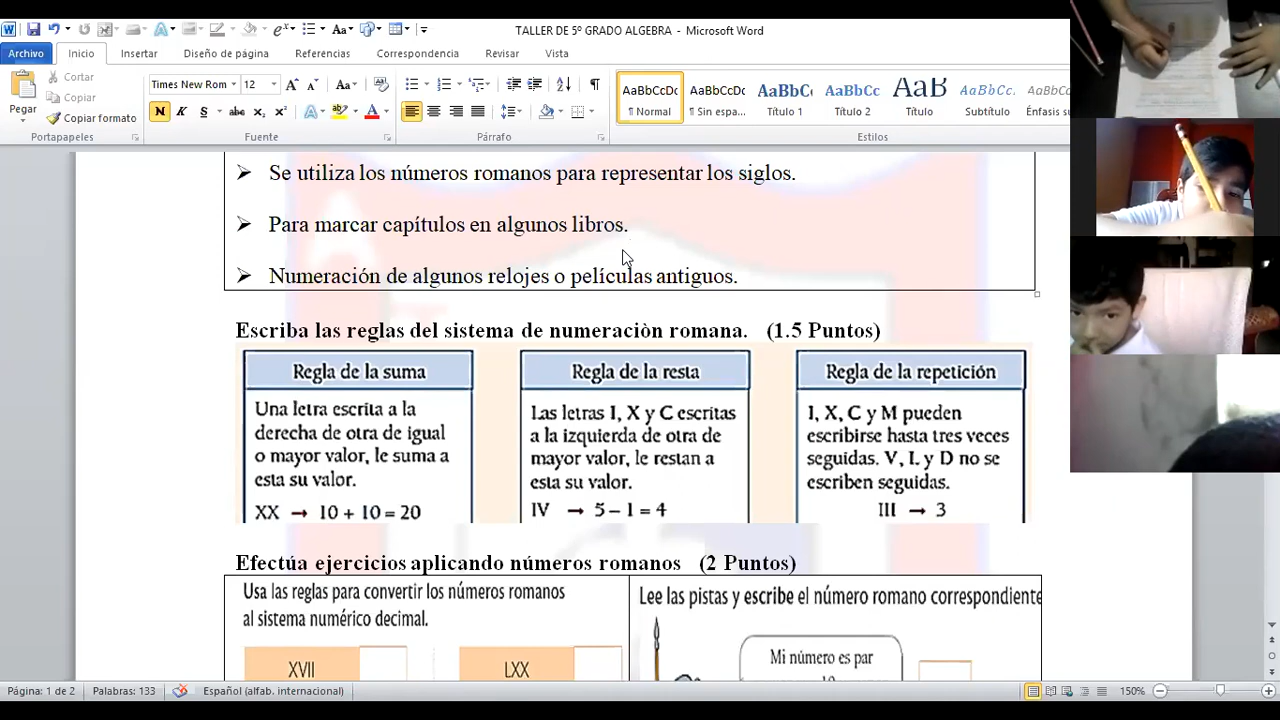 TALLER DE 5º GRADO ALGEBRA - Microsoft Word
Archivo Inicio Insertar Diseño de página Referencias Correspondencia Revisar Vista
Cortar
Copiar
Copiar formato
Pegar
Times New Rom 12
AaBbCcDc AaBbCcDc AaBbC AaBbCc AaB AaBbCc. AaBbCcD
¶ Normal ¶ Sin espa... Título 1 Título 2 Título Subtítulo Énfasis su
Portapapeles Fuente Párrafo Estilos
Se utiliza los números romanos para representar los siglos.
Para marcar capítulos en algunos libros.
Numeración de algunos relojes o películas antiguos.
Escriba las reglas del sistema de numeraciòn romana. (1.5 Puntos)
Regla de la suma
Una letra escrita a la
derecha de otra de igual
o mayor valor, le suma a
esta su valor.
XX → 10 + 10 = 20
Regla de la resta
Las letras I, X y C escritas
a la izquierda de otra de
mayor valor, le restan a
esta su valor.
IV → 5 – 1 = 4
Regla de la repetición
I, X, C y M pueden
escribirse hasta tres veces
seguidas. V, L y D no se
escriben seguidas.
III → 3
Efectúa ejercicios aplicando números romanos (2 Puntos)
Usa las reglas para convertir los números romanos
al sistema numérico decimal.
XVII LXX
Lee las pistas y escribe el número romano correspondiente
Mi número es par
Página: 1 de 2 Palabras: 133 Español (alfab. internacional) 150%